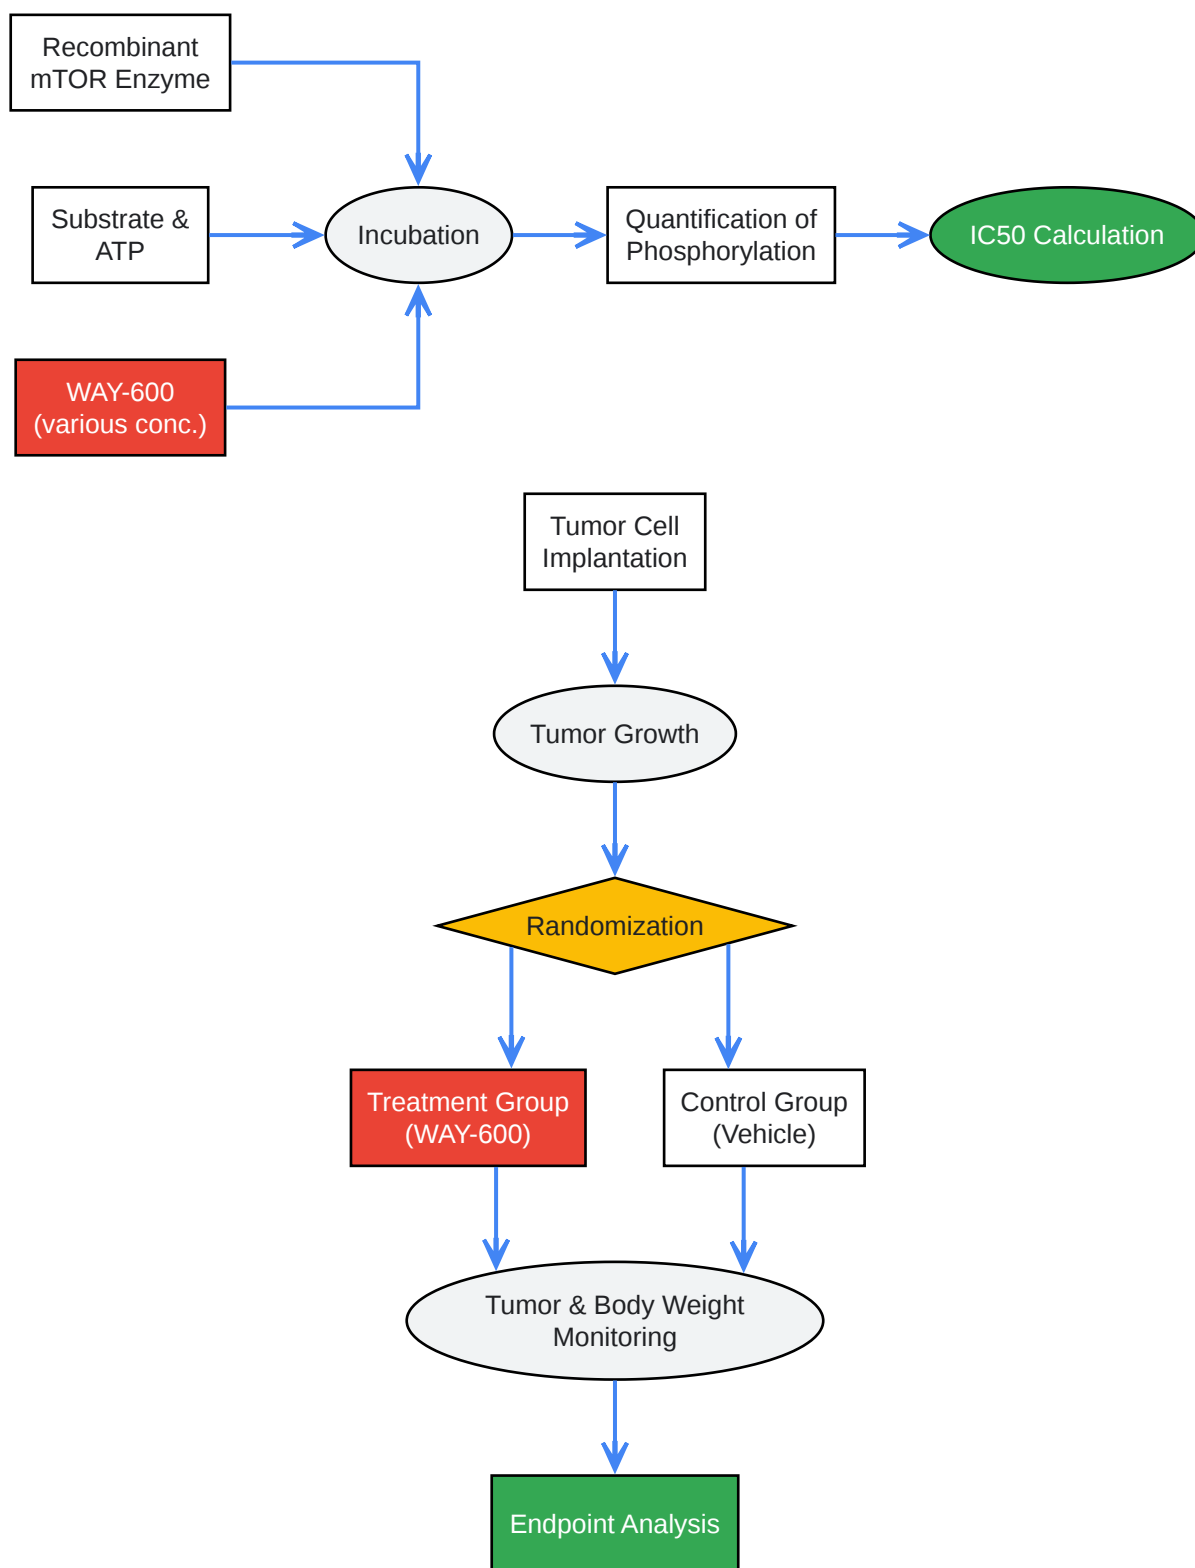 Recombinant
mTOR Enzyme
Substrate &
ATP
Incubation
Quantification of
Phosphorylation
IC50 Calculation
WAY-600
(various conc.)
Tumor Cell
Implantation
Tumor Growth
Randomization
Treatment Group
(WAY-600)
Control Group
(Vehicle)
Tumor & Body Weight
Monitoring
Endpoint Analysis